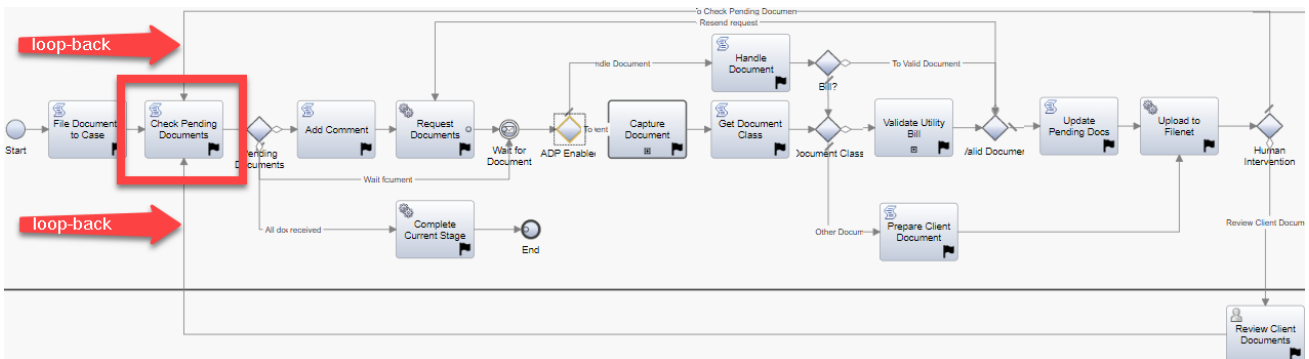 To Check Pending Documen
Resend request
loop-back
ndle Document
Handle
Document
To Valid Document
Bill?
File Document
to Case
Check Pending
Documents
Add Comment
Request
Documents
Capture
Document
Get Document
Class
Validate Utility
Bill
Update
Pending Docs
Upload to
Filenet
Start
Pending
Documents
Wait for
Document
ADP Enabled
Document Class
Valid Document
Human
Intervention
Wait
loop-back
All
received
Complete
Current Stage
End
Other Docum
Prepare Client
Document
Review Client Docum
Review Client
Documents